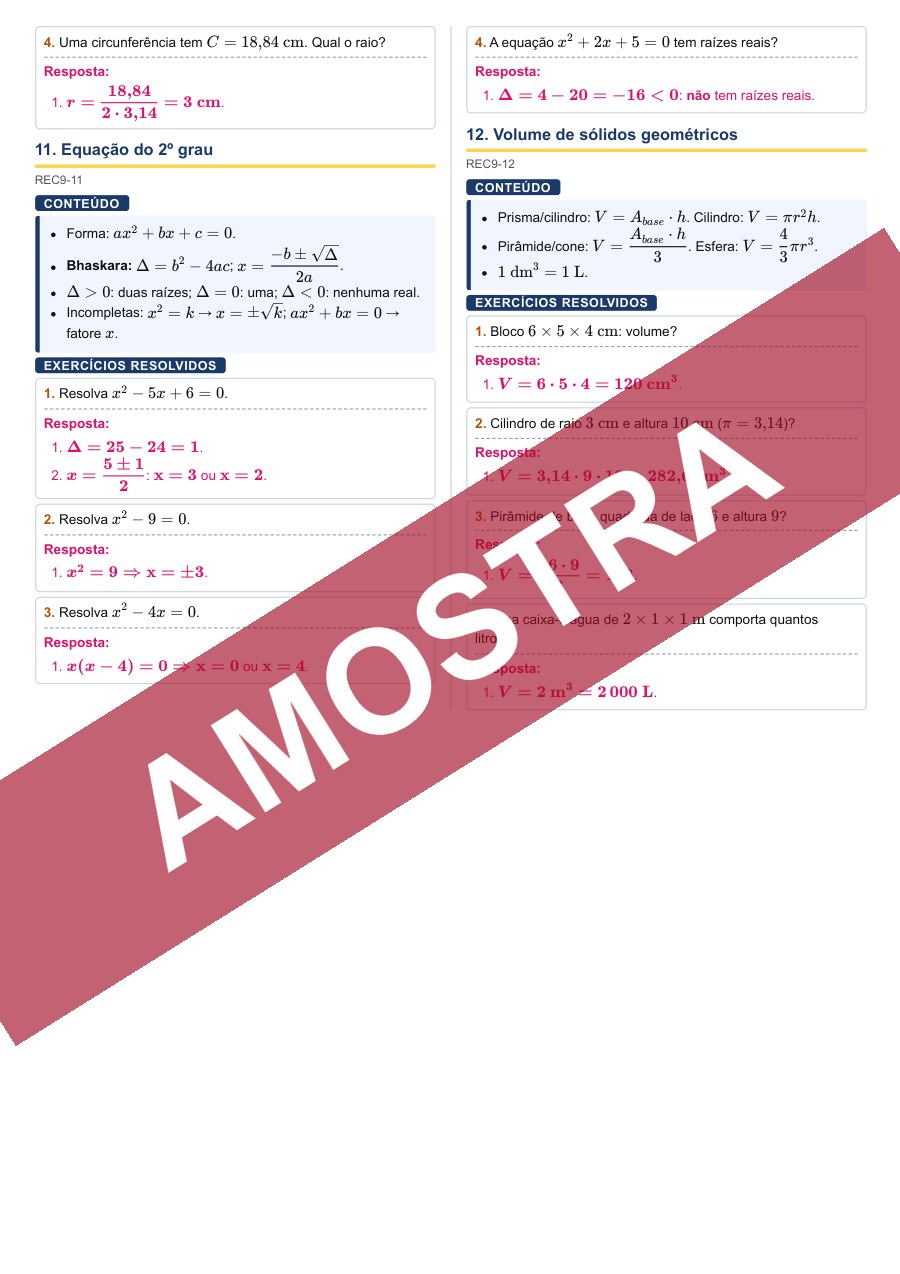 4. Uma circunferência tem C = 18,84 cm. Qual o raio?
Resposta:
1. r = 18,84 / (2 · 3,14) = 3 cm.
11. Equação do 2º grau
REC9-11
CONTEÚDO
• Forma: ax² + bx + c = 0.
• Bhaskara: Δ = b² − 4ac; x = (−b ± √Δ) / 2a.
• Δ > 0: duas raízes; Δ = 0: uma; Δ < 0: nenhuma real.
• Incompletas: x² = k → x = ±√k; ax² + bx = 0 →
fatore x.
EXERCÍCIOS RESOLVIDOS
1. Resolva x² − 5x + 6 = 0.
Resposta:
1. Δ = 25 − 24 = 1.
2. x = (5 ± 1) / 2: x = 3 ou x = 2.
2. Resolva x² − 9 = 0.
Resposta:
1. x² = 9 ⇒ x = ±3.
3. Resolva x² − 4x = 0.
Resposta:
1. x(x − 4) = 0 ⇒ x = 0 ou x = 4.
4. A equação x² + 2x + 5 = 0 tem raízes reais?
Resposta:
1. Δ = 4 − 20 = −16 < 0: não tem raízes reais.
12. Volume de sólidos geométricos
REC9-12
CONTEÚDO
• Prisma/cilindro: V = A_base · h. Cilindro: V = πr²h.
• Pirâmide/cone: V = (A_base · h) / 3. Esfera: V = 4/3 πr³.
• 1 dm³ = 1 L.
EXERCÍCIOS RESOLVIDOS
1. Bloco 6 × 5 × 4 cm: volume?
Resposta:
1. V = 6 · 5 · 4 = 120 cm³.
2. Cilindro de raio 3 cm e altura 10 cm (π = 3,14)?
Resposta:
1. V = 3,14 · 9 ·
3. Pirâmide de lado 6 e altura 9?
1. V =
caixa- água de 2 × 1 × 1 m comporta quantos
1. V = 2 m³ = 2 000 L.
AMOSTRA